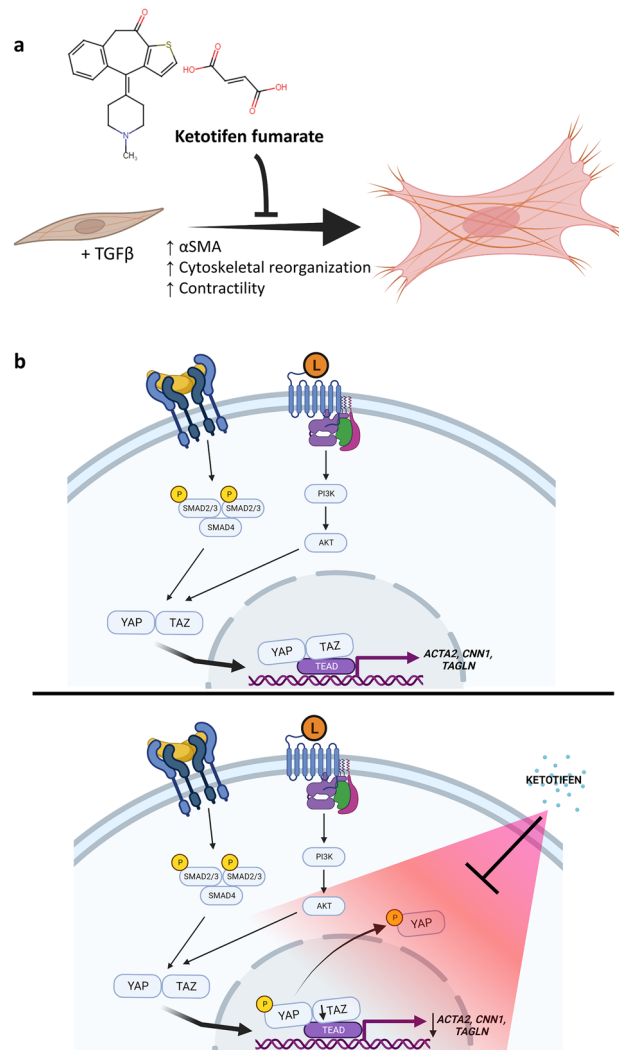 a
O
S
HO
O
O
OH
N
CH3
Ketotifen fumarate
+ TGFβ
↑ αSMA
↑ Cytoskeletal reorganization
↑ Contractility
b
L
P
P
SMAD2/3
SMAD2/3
SMAD4
PI3K
AKT
YAP
TAZ
YAP
TAZ
TEAD
ACTA2, CNN1,
TAGLN
L
KETOTIFEN
P
P
SMAD2/3
SMAD2/3
SMAD4
PI3K
AKT
P
YAP
YAP
TAZ
P
YAP
↓TAZ
TEAD
↓ ACTA2, CNN1,
TAGLN